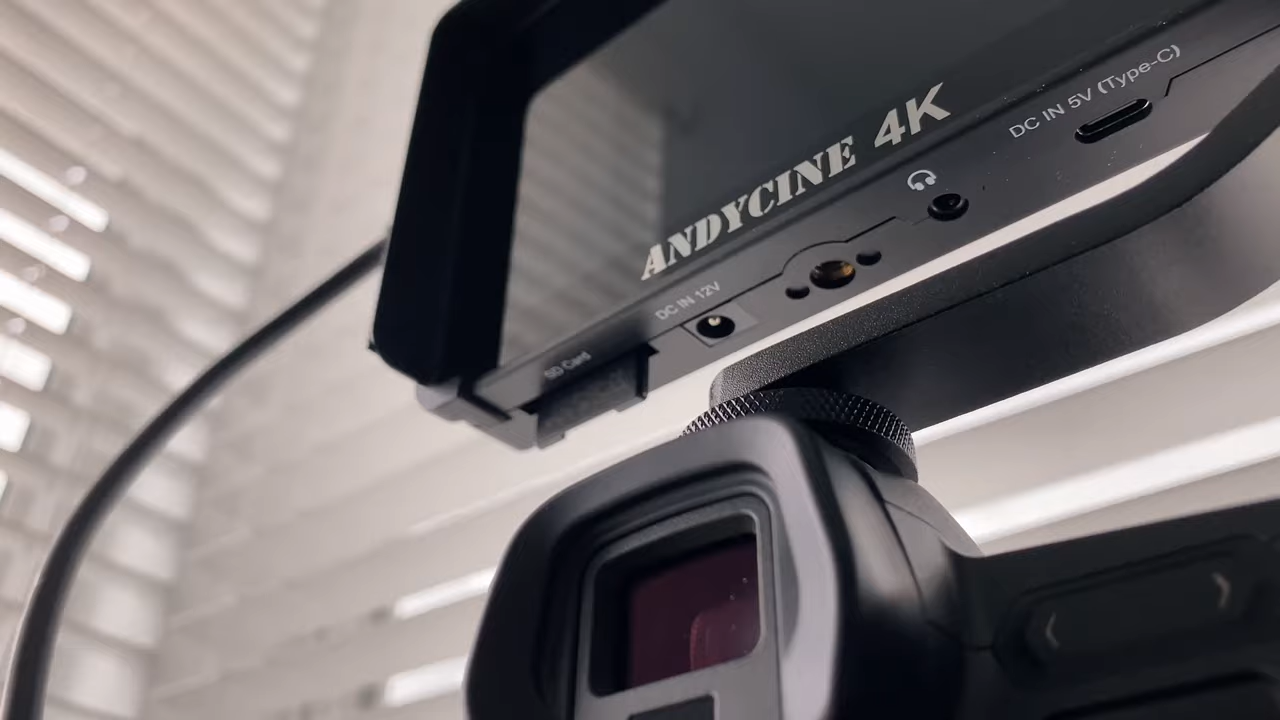 ANDYCINE 4K
DC IN 5V (Type-C)
DC IN 12V
SD Card